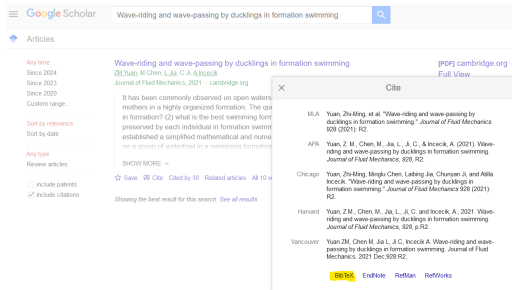 Google Scholar
Wave-riding and wave-passing by ducklings in formation swimming
Articles
Any time
Since 2024
Since 2023
Since 2020
Custom range...
Sort by relevance
Sort by date
Any type
Review articles
include patents
include citations
Wave-riding and wave-passing by ducklings in formation swimming
ZM Yuan, M Chen, L Jia, C Ji, A Incecik
Journal of Fluid Mechanics, 2021 • cambridge.org
It has been commonly observed on open waters
mothers in a highly organized formation. The que
in formation? (2) what is the best swimming form
preserved by each individual in formation swimm
established a simplified mathematical and nume
on a group of waterfowl in a swimming formation
SHOW MORE
Save Cite Cited by 30 Related articles All 10 v
Showing the best result for this search. See all results
[PDF] cambridge.org
Full View
Cite
MLA Yuan, Zhi-Ming, et al. "Wave-riding and wave-passing by
ducklings in formation swimming." Journal of Fluid Mechanics
928 (2021): R2.
APA Yuan, Z. M., Chen, M., Jia, L., Ji, C., & Incecik, A. (2021). Wave-
riding and wave-passing by ducklings in formation swimming.
Journal of Fluid Mechanics, 928, R2.
Chicago Yuan, Zhi-Ming, Minglu Chen, Laibing Jia, Chunyan Ji, and Atilla
Incecik. "Wave-riding and wave-passing by ducklings in
formation swimming." Journal of Fluid Mechanics 928 (2021):
R2.
Harvard Yuan, Z.M., Chen, M., Jia, L., Ji, C. and Incecik, A., 2021. Wave-
riding and wave-passing by ducklings in formation swimming.
Journal of Fluid Mechanics, 928, p.R2.
Vancouver Yuan ZM, Chen M, Jia L, Ji C, Incecik A. Wave-riding and wave-
passing by ducklings in formation swimming. Journal of Fluid
Mechanics. 2021 Dec;928:R2.
BibTeX EndNote RefMan RefWorks